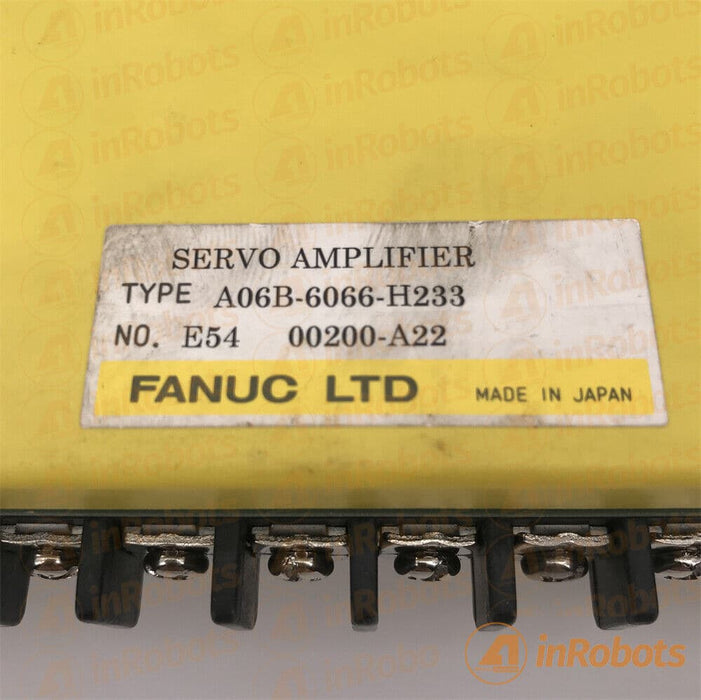 SERVO AMPLIFIER
TYPE A06B-6066-H233
NO. E54 00200-A22
FANUC LTD MADE IN JAPAN
inRobots